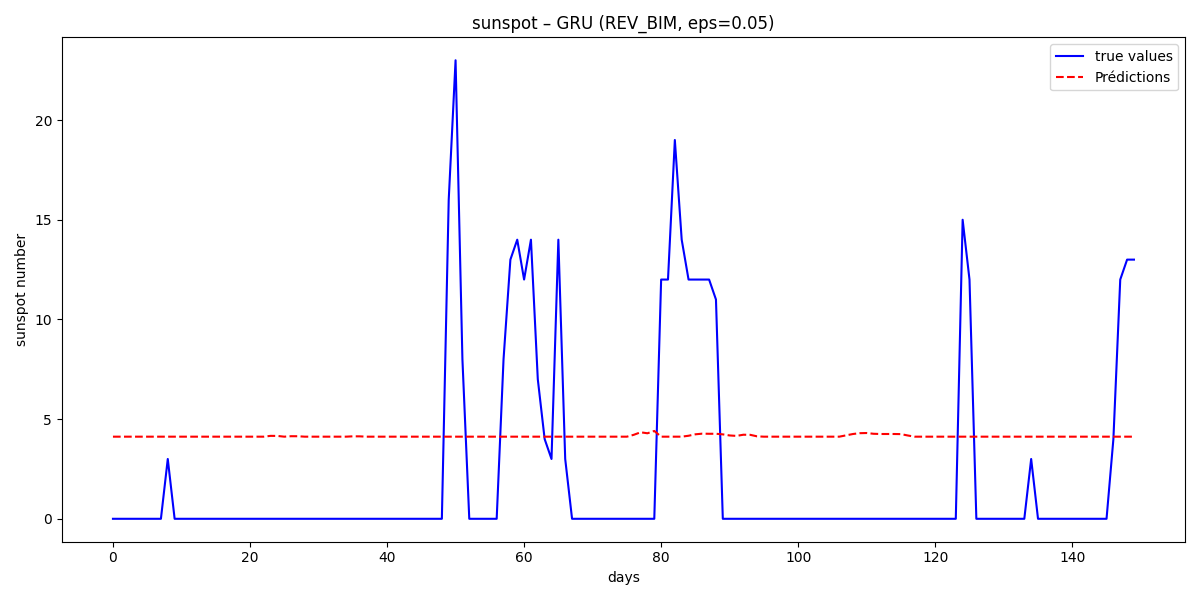 sunspot – GRU (REV_BIM, eps=0.05)
true values
Prédictions
sunspot number
20
15
10
5
0
0 20 40 60 80 100 120 140
days